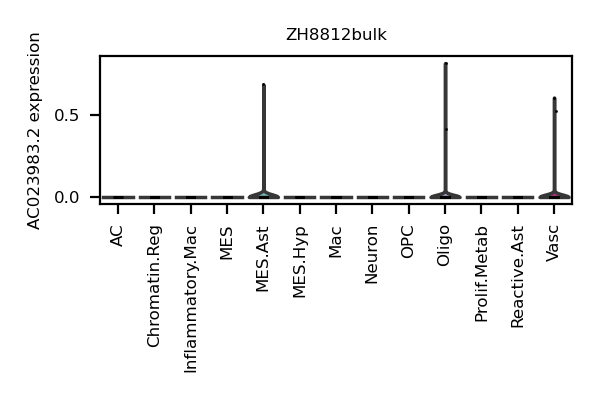 ZH8812bulk
AC023983.2 expression
0.5
0.0
AC
Chromatin.Reg
Inflammatory.Mac
MES
MES.Ast
MES.Hyp
Mac
Neuron
OPC
Oligo
Prolif.Metab
Reactive.Ast
Vasc